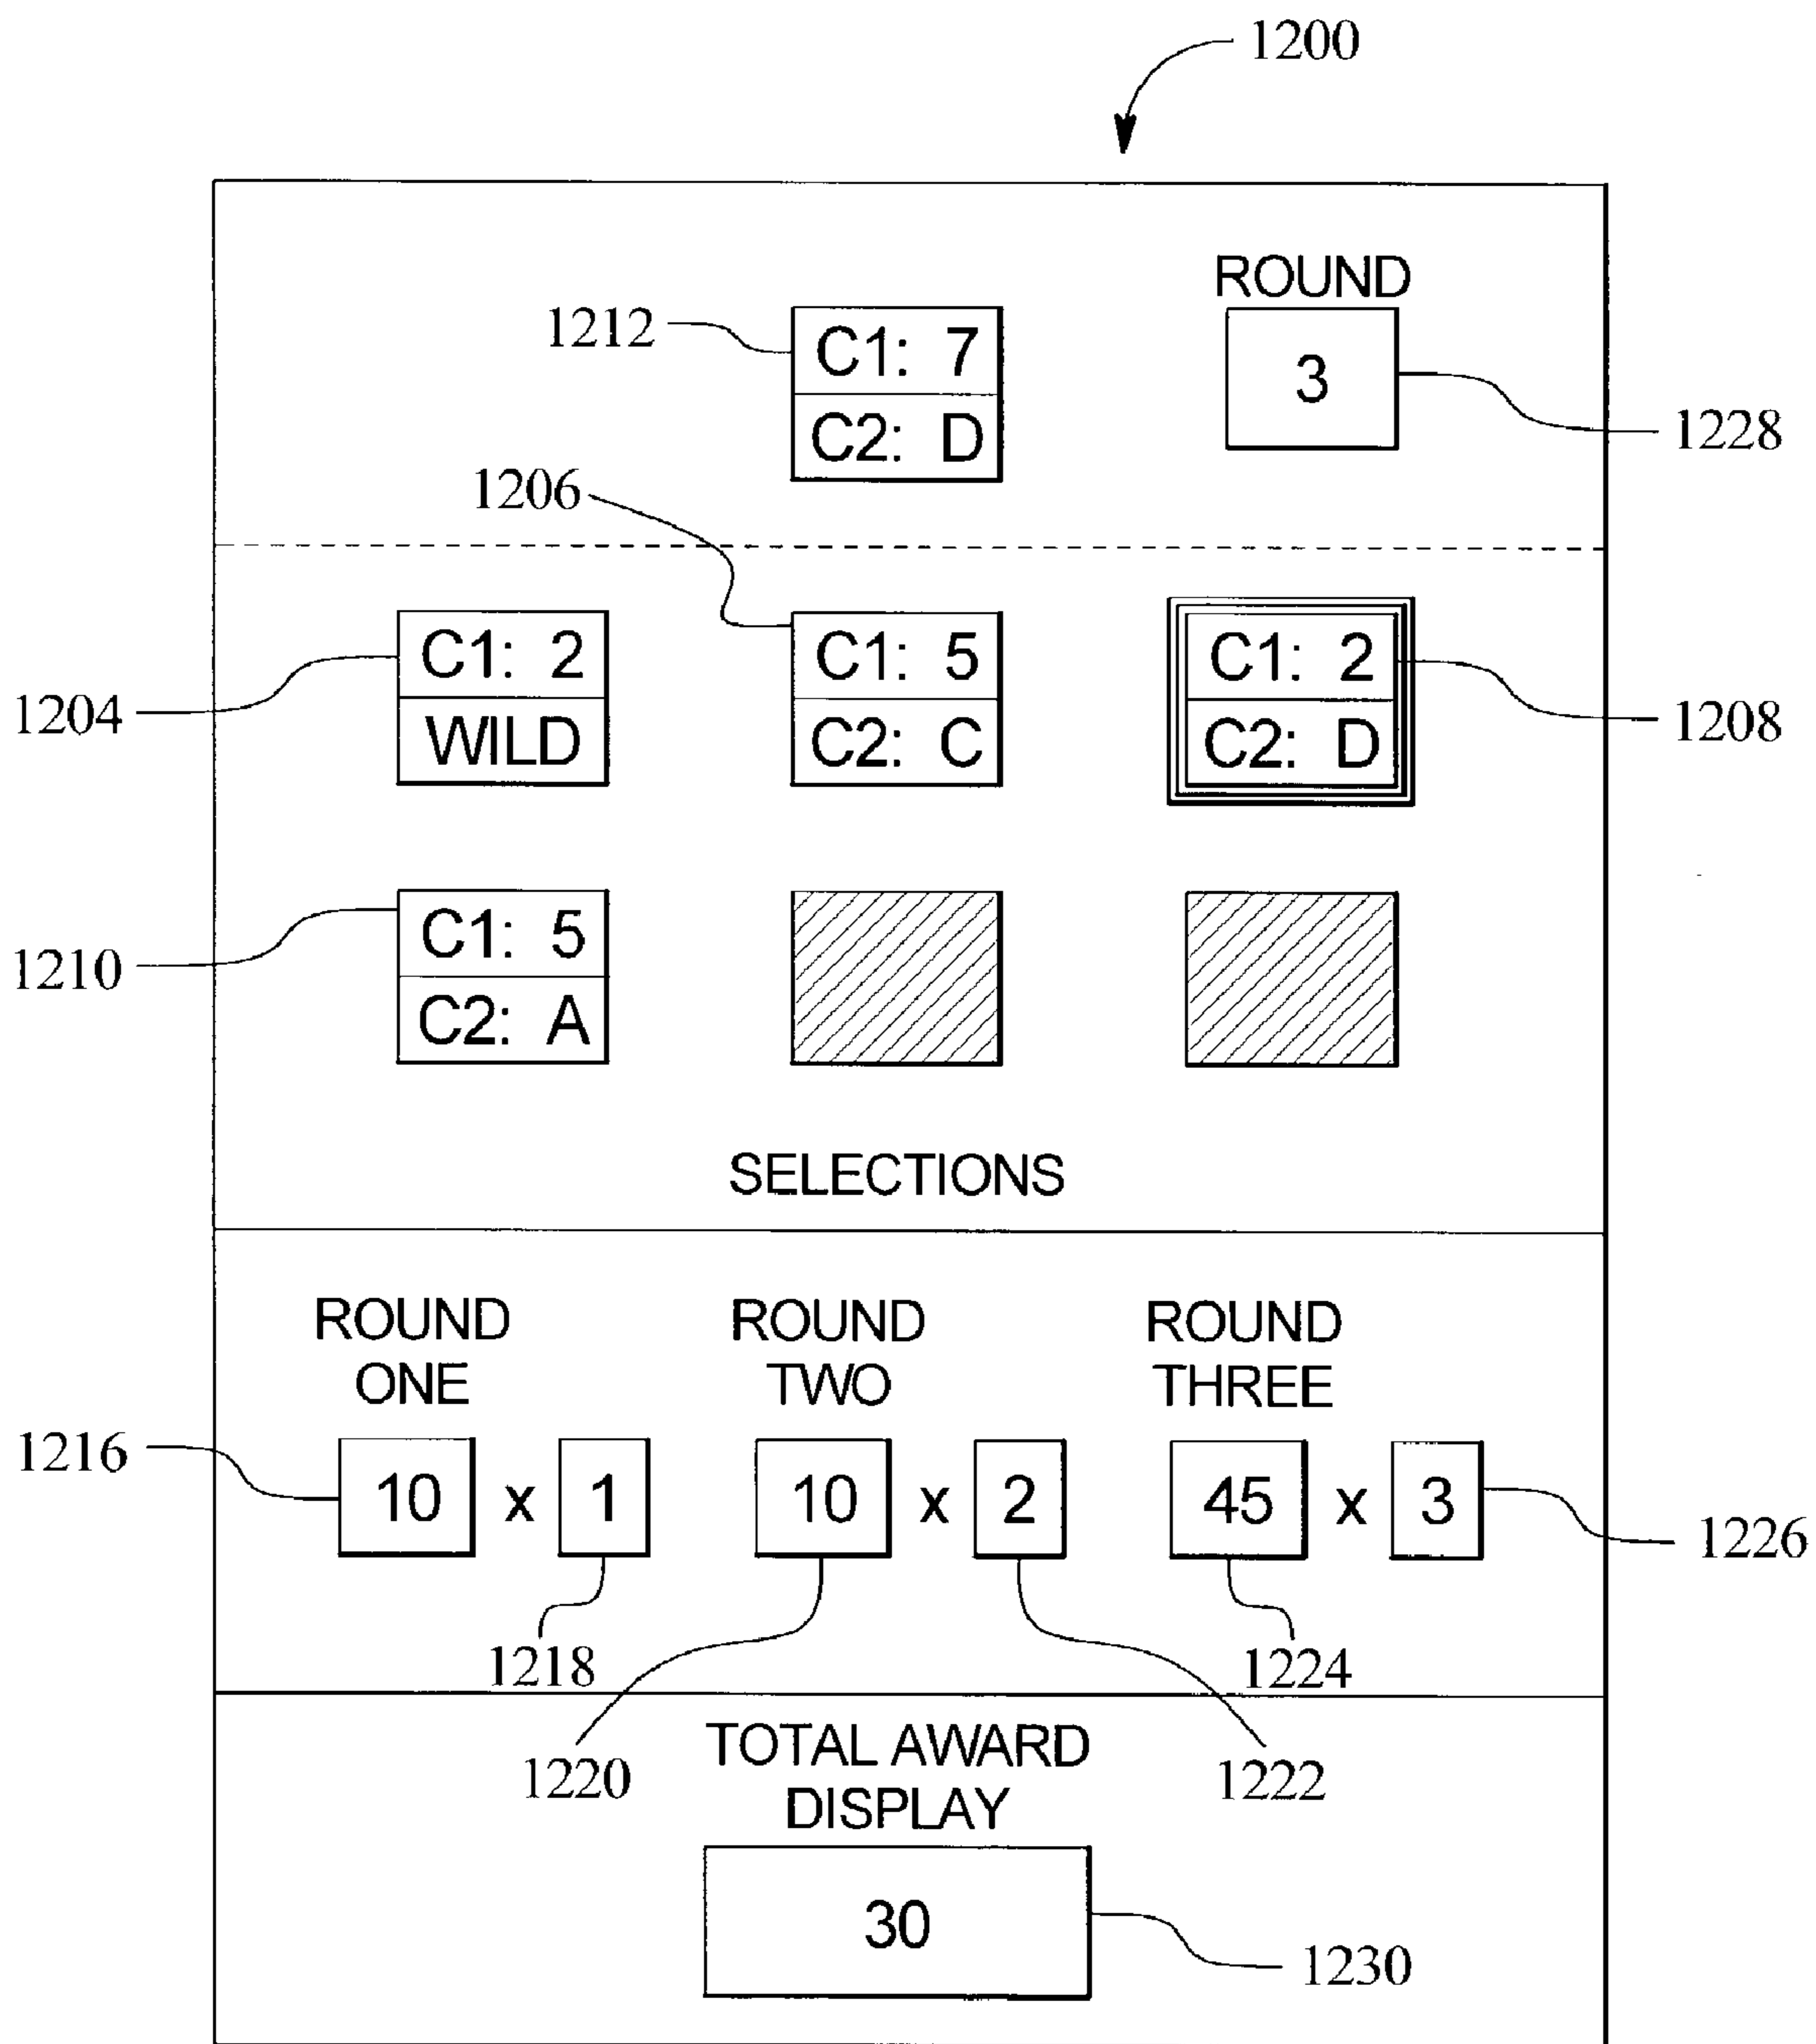 1200
ROUND
1212
C1: 7
3
C2: D
1228
1206
C1: 2
C1: 5
C1: 2
1204
WILD
C2: C
C2: D
1208
C1: 5
1210
C2: A
SELECTIONS
ROUND
ONE
ROUND
TWO
ROUND
THREE
1216
10 x 1
10 x 2
45 x 3
1226
1218
1224
1220
1222
TOTAL AWARD
DISPLAY
30
1230